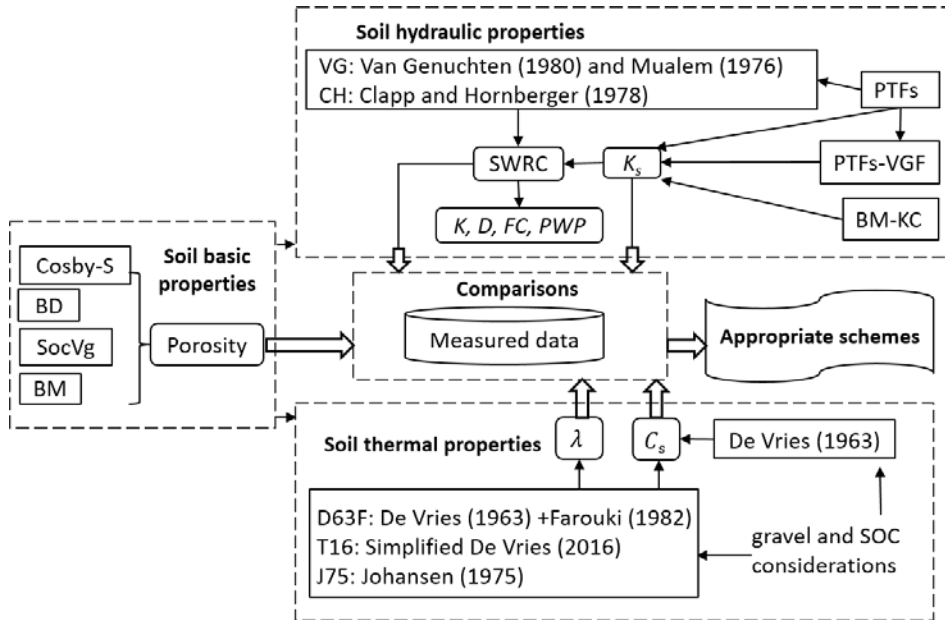 Soil hydraulic properties
VG: Van Genuchten (1980) and Mualem (1976)
CH: Clapp and Hornberger (1978)
PTFs
SWRC
Ks
PTFs-VGF
K, D, FC, PWP
BM-KC
Soil basic
properties
Cosby-S
BD
SocVg
BM
Porosity
Comparisons
Measured data
Appropriate schemes
Soil thermal properties
λ
Cs
De Vries (1963)
D63F: De Vries (1963) +Farouki (1982)
T16: Simplified De Vries (2016)
J75: Johansen (1975)
gravel and SOC
considerations